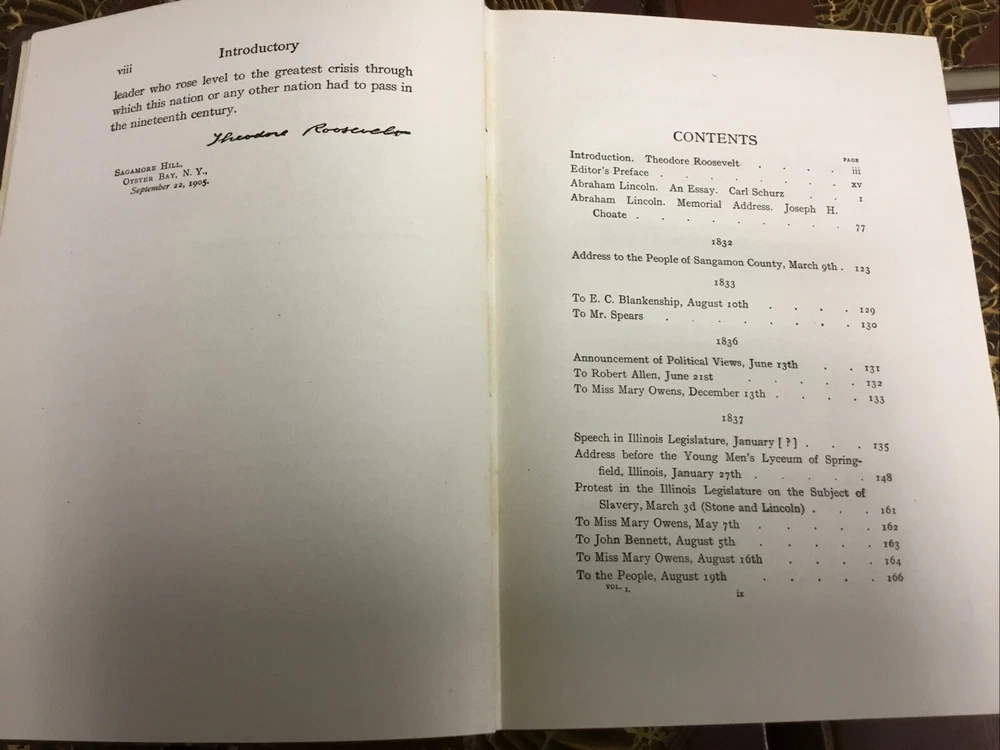 viii
Introductory
leader who rose level to the greatest crisis through
which this nation or any other nation had to pass in
the nineteenth century.
Theodore Roosevelt
Sagamore Hill,
Oyster Bay, N. Y.,
September 22, 1905.
CONTENTS
PAGE
Introduction. Theodore Roosevelt . . . . iii
Editor's Preface . . . . . . . . xv
Abraham Lincoln. An Essay. Carl Schurz . . 1
Abraham Lincoln. Memorial Address. Joseph H.
Choate . . . . . . . . . 77
1832
Address to the People of Sangamon County, March 9th . 123
1833
To E. C. Blankenship, August 10th . . . . 129
To Mr. Spears . . . . . . . . 130
1836
Announcement of Political Views, June 13th . . 131
To Robert Allen, June 21st . . . . . 132
To Miss Mary Owens, December 13th . . . . 133
1837
Speech in Illinois Legislature, January [?] . . . 135
Address before the Young Men's Lyceum of Spring-
field, Illinois, January 27th . . . . . 148
Protest in the Illinois Legislature on the Subject of
Slavery, March 3d (Stone and Lincoln) . . . 161
To Miss Mary Owens, May 7th . . . . . 162
To John Bennett, August 5th . . . . . 163
To Miss Mary Owens, August 16th . . . . 164
To the People, August 19th . . . . . 166
VOL. I.
ix